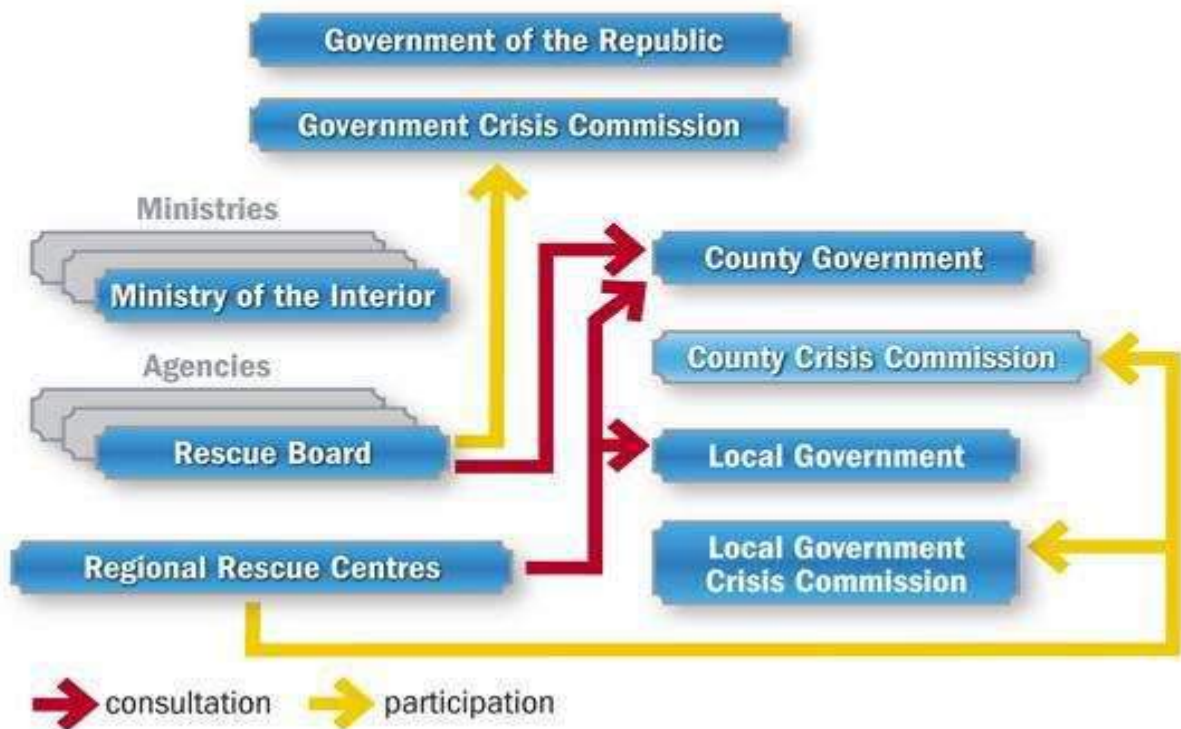 Government of the Republic
Government Crisis Commission
Ministries
Ministry of the Interior
County Government
County Crisis Commission
Agencies
Rescue Board
Local Government
Regional Rescue Centres
Local Government
Crisis Commission
consultation
participation